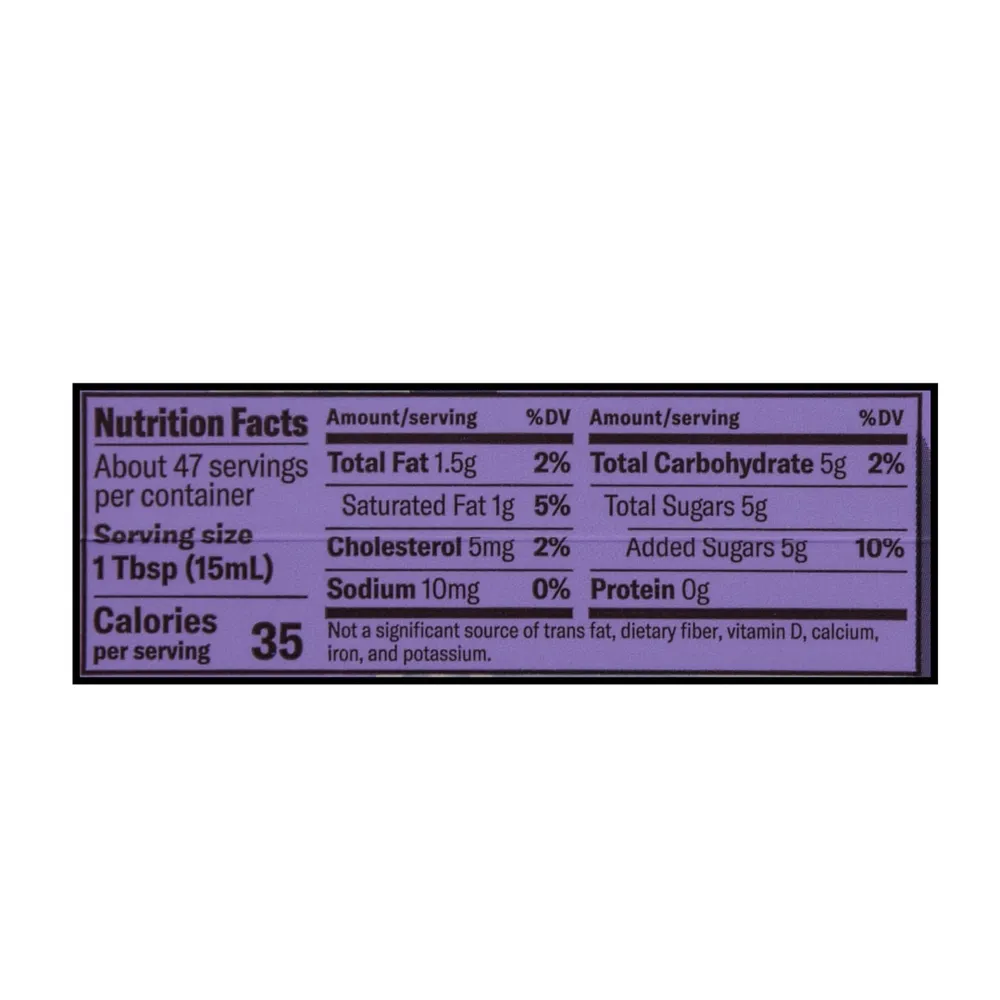 Nutrition Facts
About 47 servings
per container
Serving size
1 Tbsp (15mL)
Calories
per serving 35
Amount/serving %DV
Total Fat 1.5g 2%
Saturated Fat 1g 5%
Cholesterol 5mg 2%
Sodium 10mg 0%
Amount/serving %DV
Total Carbohydrate 5g 2%
Total Sugars 5g
Added Sugars 5g 10%
Protein 0g
Not a significant source of trans fat, dietary fiber, vitamin D, calcium,
iron, and potassium.